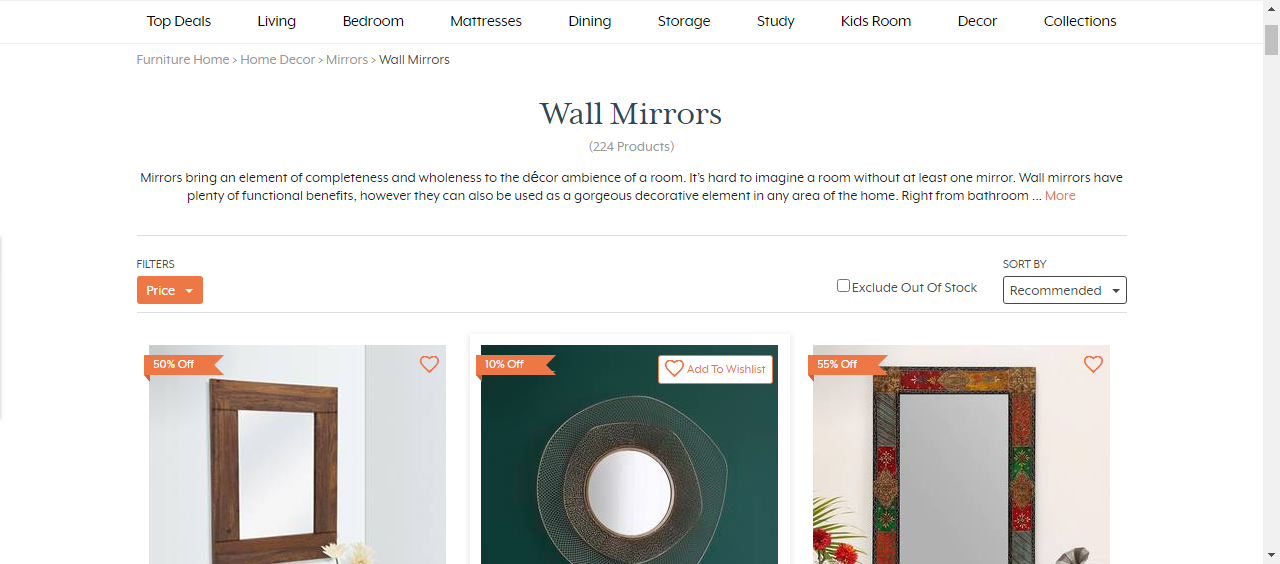 Top Deals Living Bedroom Mattresses Dining Storage Study Kids Room Decor Collections
Furniture Home > Home Decor > Mirrors > Wall Mirrors
Wall Mirrors
(224 Products)
Mirrors bring an element of completeness and wholeness to the décor ambience of a room. It's hard to imagine a room without at least one mirror. Wall mirrors have
plenty of functional benefits, however they can also be used as a gorgeous decorative element in any area of the home. Right from bathroom ... More
FILTERS
Price
Exclude Out Of Stock
SORT BY
Recommended
50% Off
10% Off
Add To Wishlist
55% Off